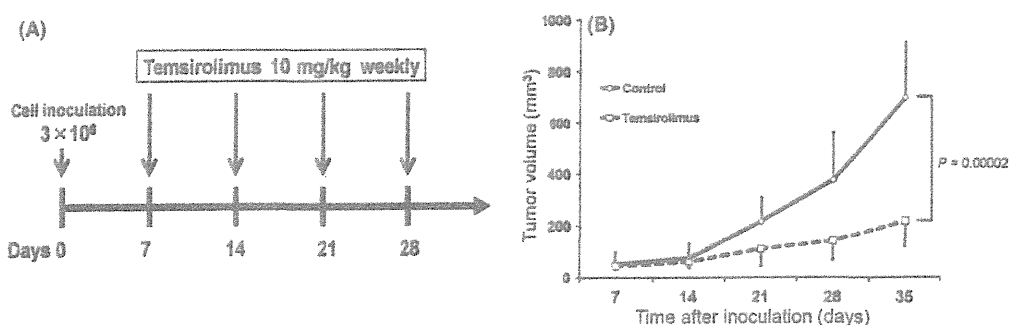 (A)
Temsirolimus 10 mg/kg weekly
Cell inoculation
3 × 10⁶
Days 0 7 14 21 28
(B)
Tumor volume (mm³)
1000
800
600
400
200
0
Control
Temsirolimus
P = 0.00002
7 14 21 28 35
Time after inoculation (days)